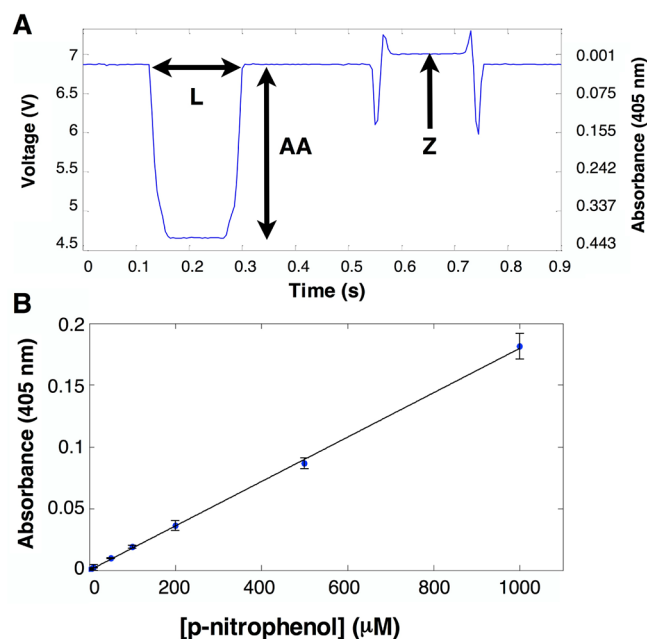 A
Voltage (V)
7
6.5
6
5.5
5
4.5
L
AA
Z
0.001
0.075
0.155
0.242
0.337
0.443
Absorbance (405 nm)
0 0.1 0.2 0.3 0.4 0.5 0.6 0.7 0.8 0.9
Time (s)
B
Absorbance (405 nm)
0.2
0.15
0.1
0.05
0
200 400 600 800 1000
[p-nitrophenol] (μM)